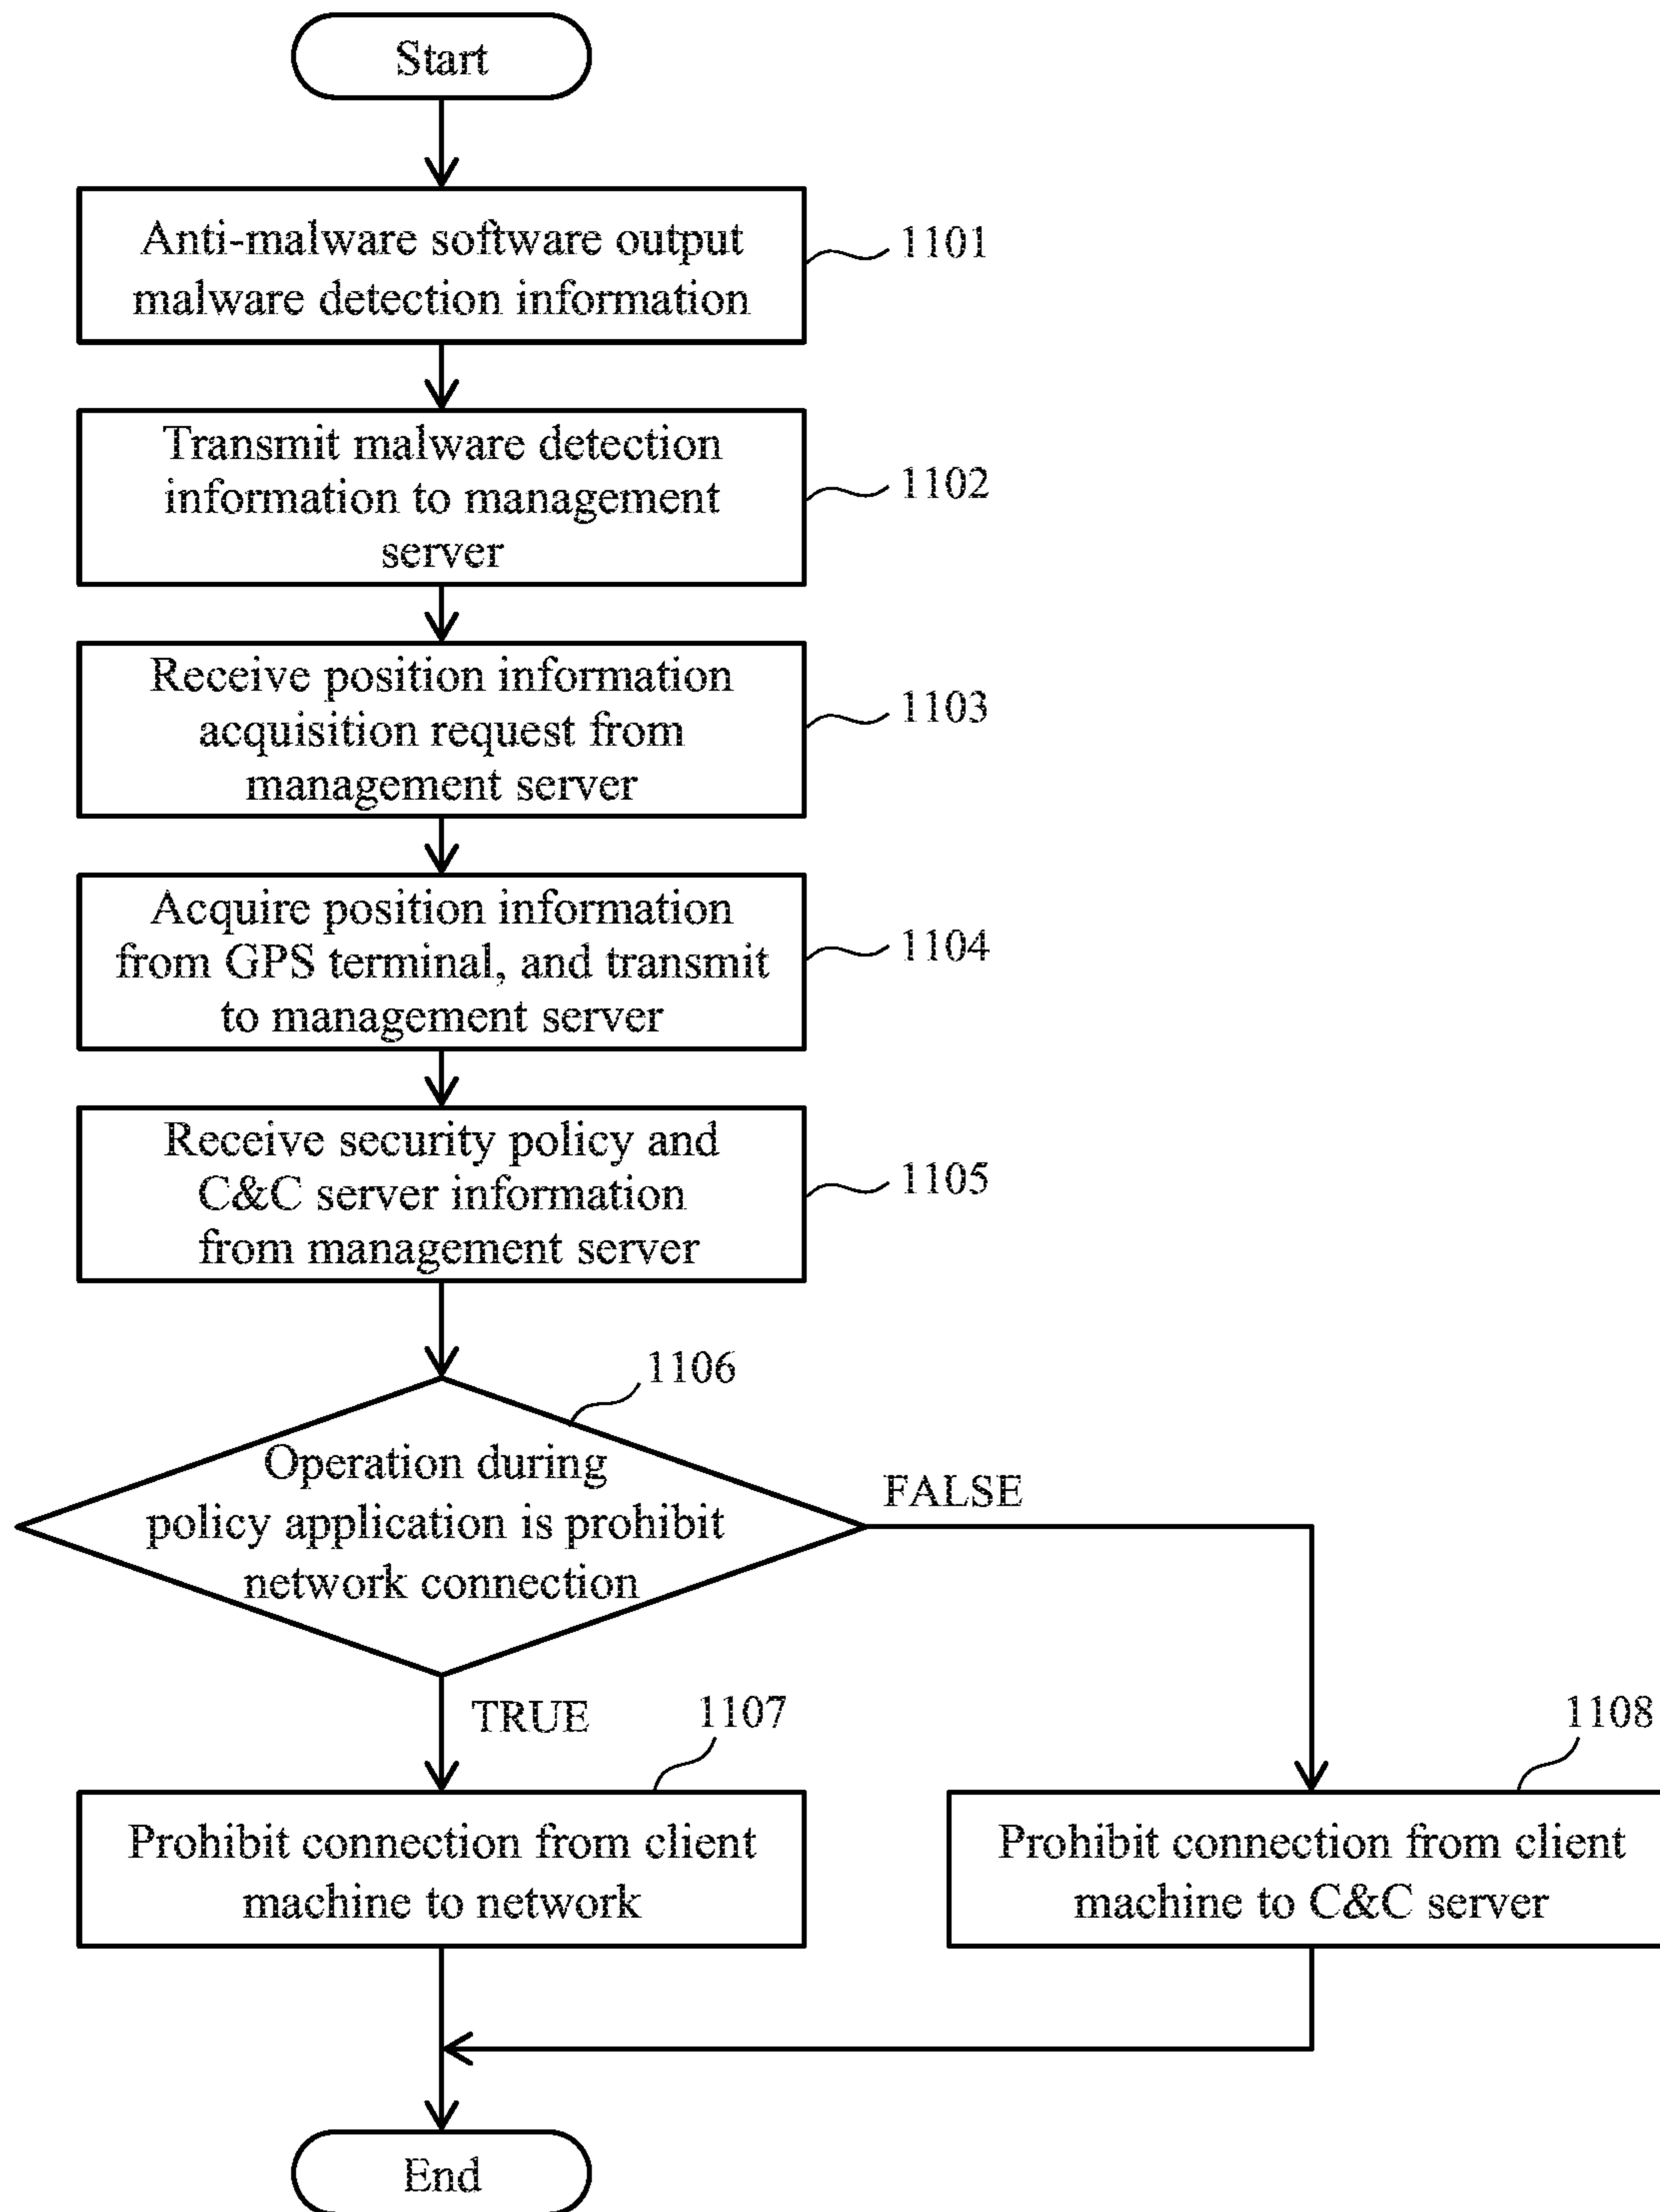 Start
Anti-malware software output
malware detection information
1101
Transmit malware detection
information to management
server
1102
Receive position information
acquisition request from
management server
1103
Acquire position information
from GPS terminal, and transmit
to management server
1104
Receive security policy and
C&C server information
from management server
1105
1106
Operation during
policy application is prohibit
network connection
FALSE
TRUE
1107
1108
Prohibit connection from client
machine to network
Prohibit connection from client
machine to C&C server
End